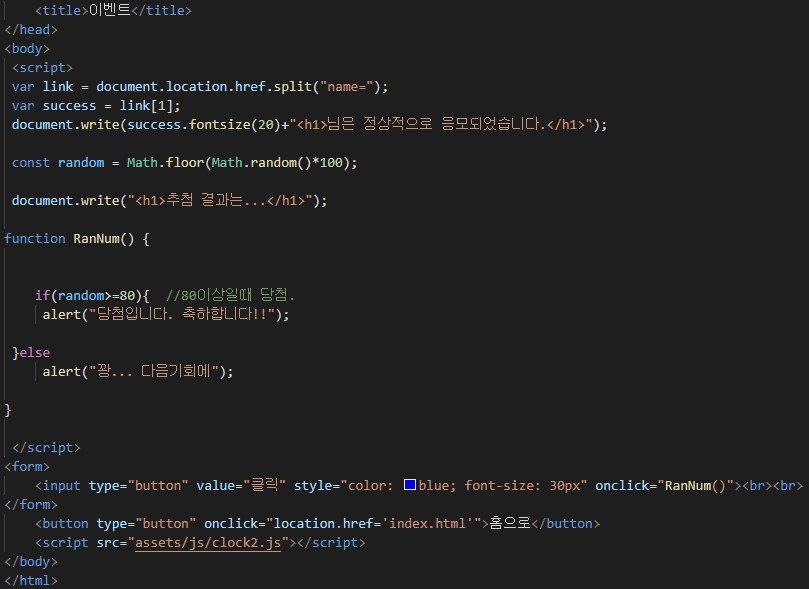 <title>이벤트</title>
</head>
<body>
<script>
var link = document.location.href.split("name=");
var success = link[1];
document.write(success.fontsize(20)+"<h1>님은 정상적으로 응모되었습니다.</h1>");
const random = Math.floor(Math.random()*100);
document.write("<h1>추첨 결과는...</h1>");
function RanNum() {
if(random>=80){  //80이상일때 당첨.
alert("당첨입니다. 축하합니다!!");
}else
alert("꽝... 다음기회에");
}
</script>
<form>
<input type="button" value="클릭" style="color: blue; font-size: 30px" onclick="RanNum()"><br><br>
</form>
<button type="button" onclick="location.href='index.html'">홈으로</button>
<script src="assets/js/clock2.js"></script>
</body>
</html>